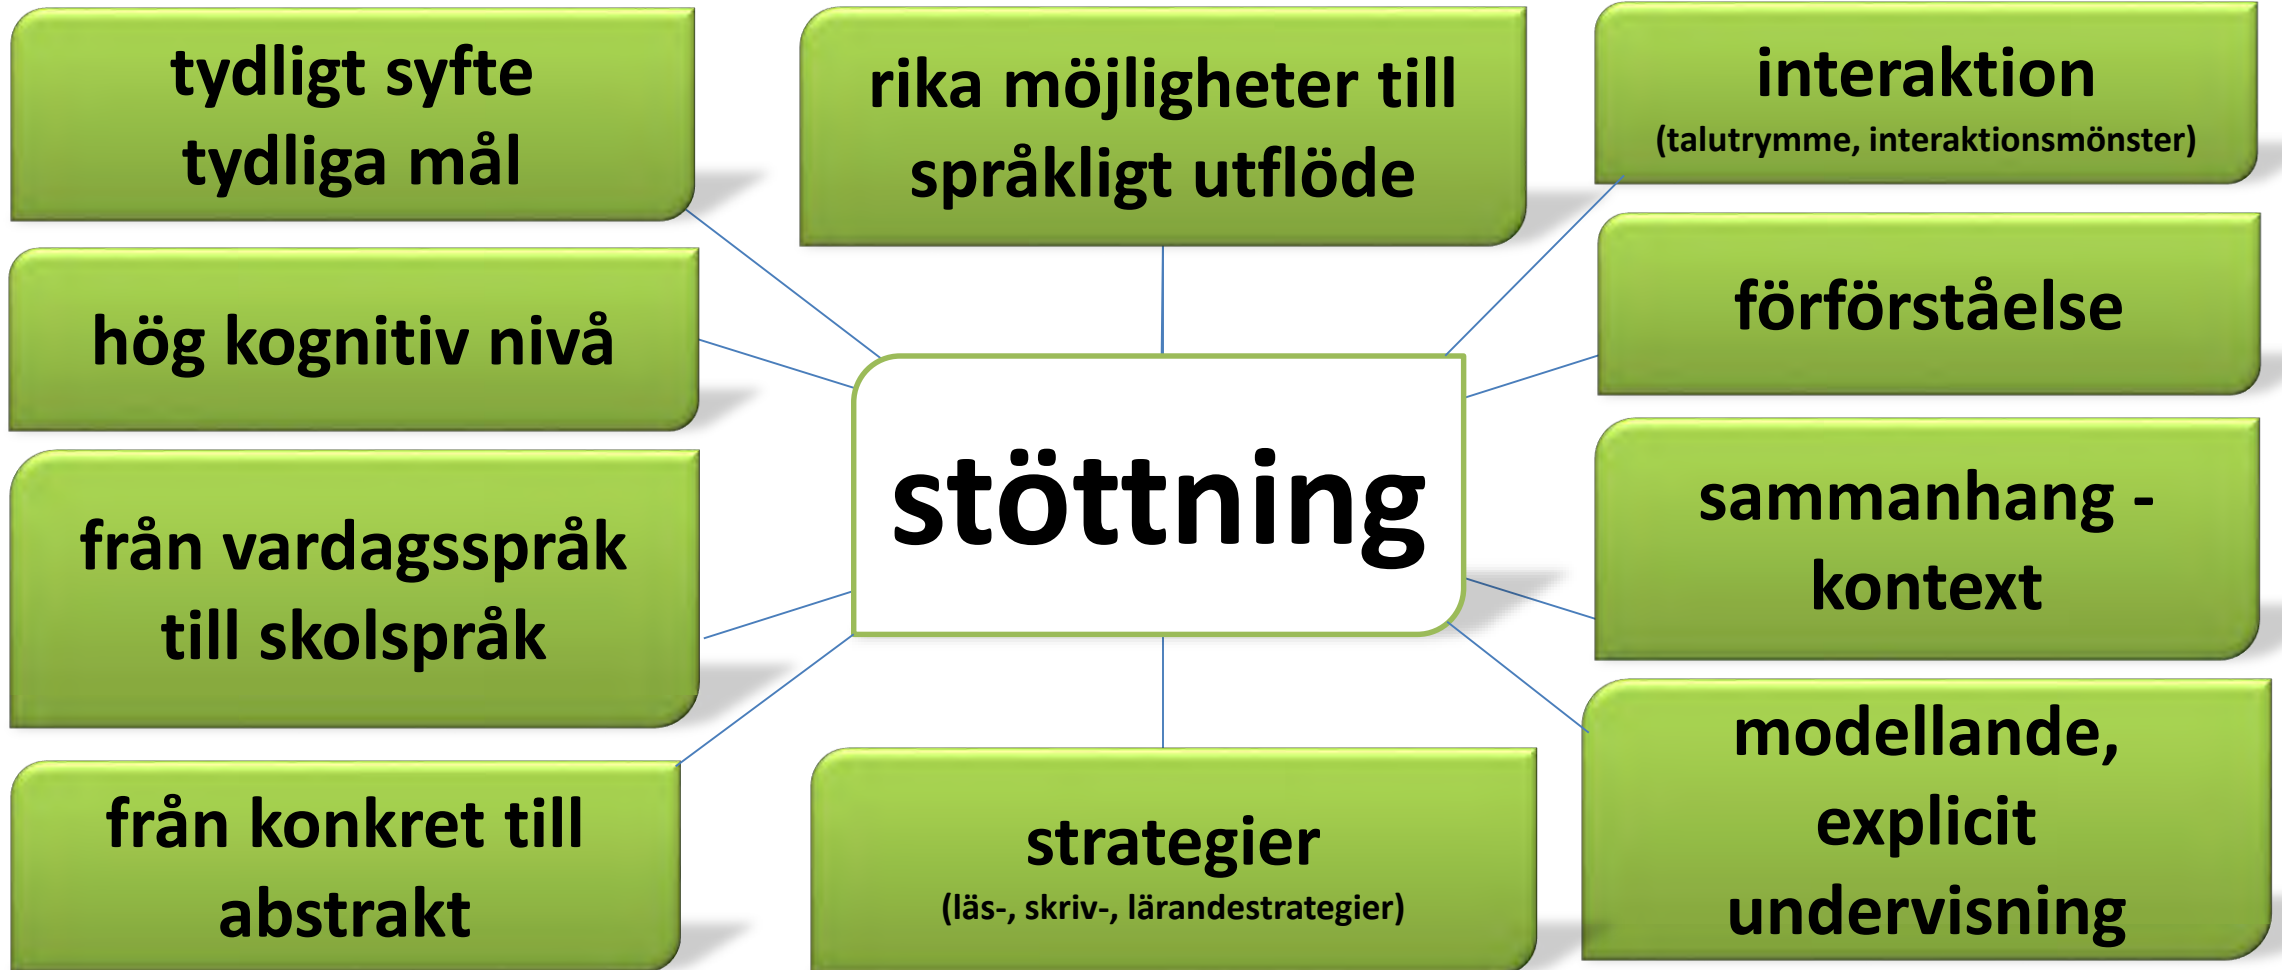 tydligt syfte
tydliga mål
rika möjligheter till
språkligt utflöde
interaktion
(talutrymme, interaktionsmönster)
hög kognitiv nivå
förförståelse
stöttning
från vardagsspråk
till skolspråk
sammanhang -
kontext
från konkret till
abstrakt
strategier
(läs-, skriv-, lärandestrategier)
modellande,
explicit
undervisning